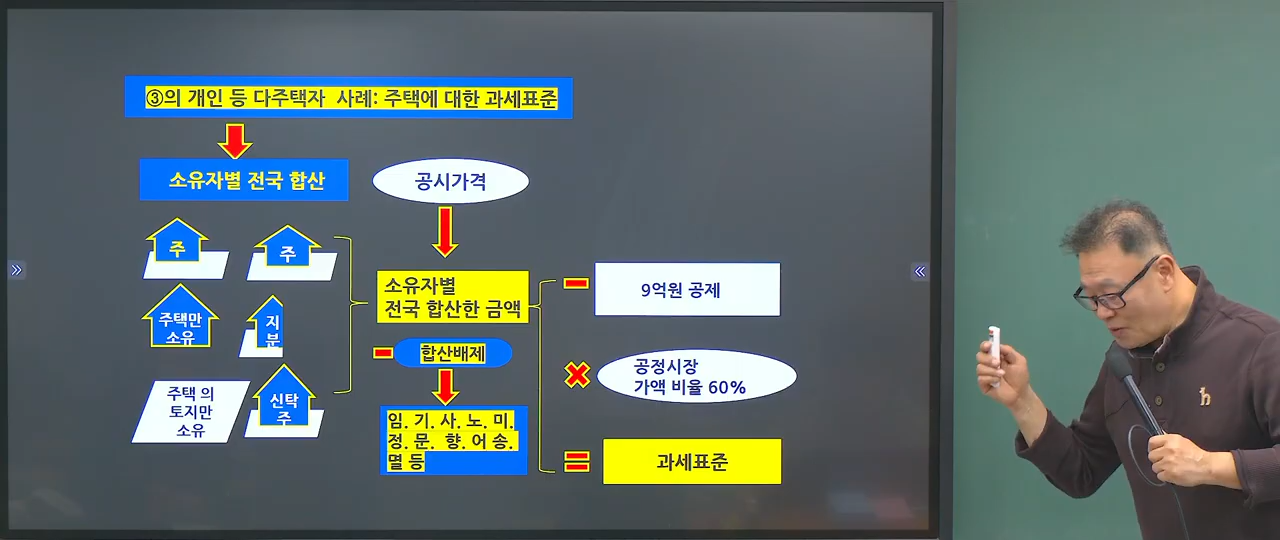 ③의 개인 등 다주택자 사례: 주택에 대한 과세표준
소유자별 전국 합산
공시가격
주
주
주택만
소유
지
분
주택 의
토지만
소유
신탁
주
소유자별
전국 합산한 금액
합산배제
임. 기. 사. 노. 미.
정. 문. 향. 어 송.
멸 등
9억원 공제
공정시장
가액 비율 60%
과세표준
h